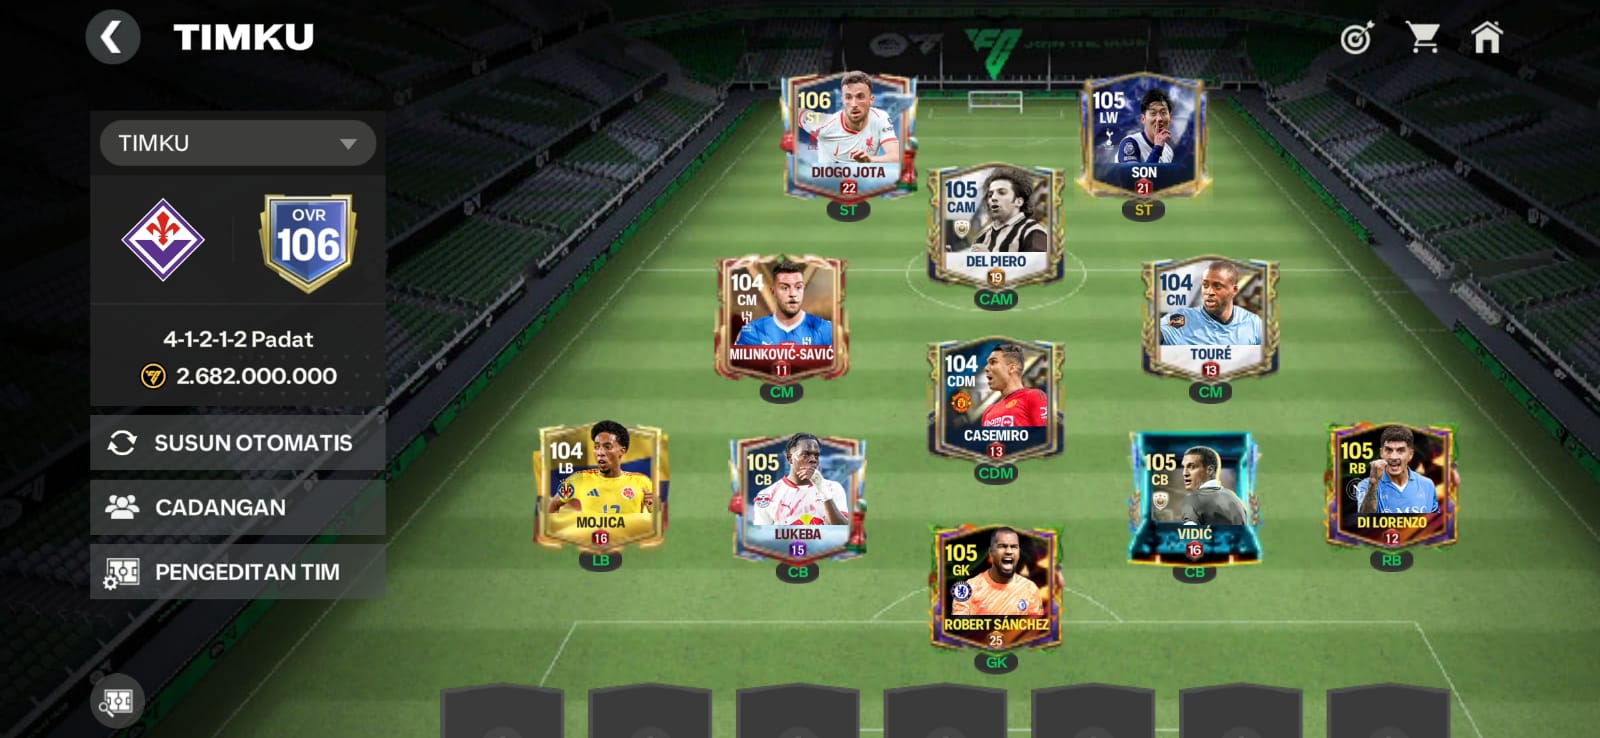 TIMKU
TIMKU
OVR
106
4-1-2-1-2 Padat
2.682.000.000
SUSUN OTOMATIS
CADANGAN
PENGEDITAN TIM
106
ST
DIOGO JOTA
22
ST
105
LW
SON
21
ST
105
CAM
DEL PIERO
19
CAM
104
CM
MILINKOVIĆ-SAVIĆ
11
CM
104
CM
TOURÉ
13
CM
104
CDM
CASEMIRO
13
CDM
104
LB
MOJICA
16
LB
105
CB
LUKEBA
15
CB
105
CB
VIDIĆ
16
CB
105
RB
DI LORENZO
12
RB
105
GK
ROBERT SÁNCHEZ
25
GK